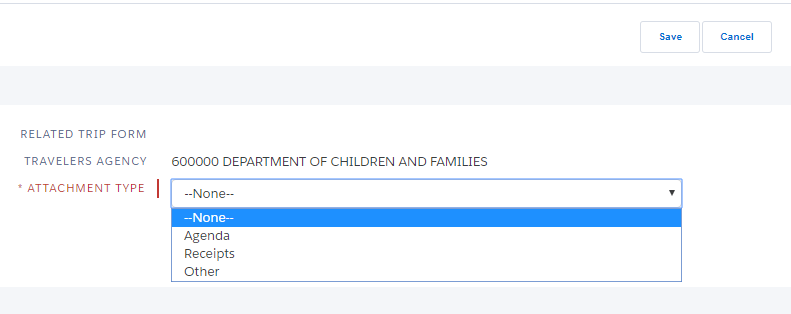 Save Cancel
RELATED TRIP FORM
TRAVELERS AGENCY 600000 DEPARTMENT OF CHILDREN AND FAMILIES
* ATTACHMENT TYPE --None--
--None--
Agenda
Receipts
Other